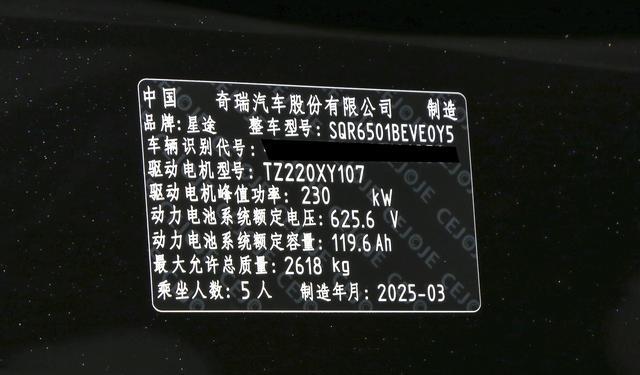 中国 奇瑞汽车股份有限公司 制造
品牌:星途 整车型号:SQR6501BEVE0Y5
车辆识别代号:
驱动电机型号:TZ220XY107
驱动电机峰值功率:230 kW
动力电池系统额定电压:625.6 V
动力电池系统额定容量:119.6Ah
最大允许总质量:2618 kg
乘坐人数:5人 制造年月:2025-03
CEJOJE